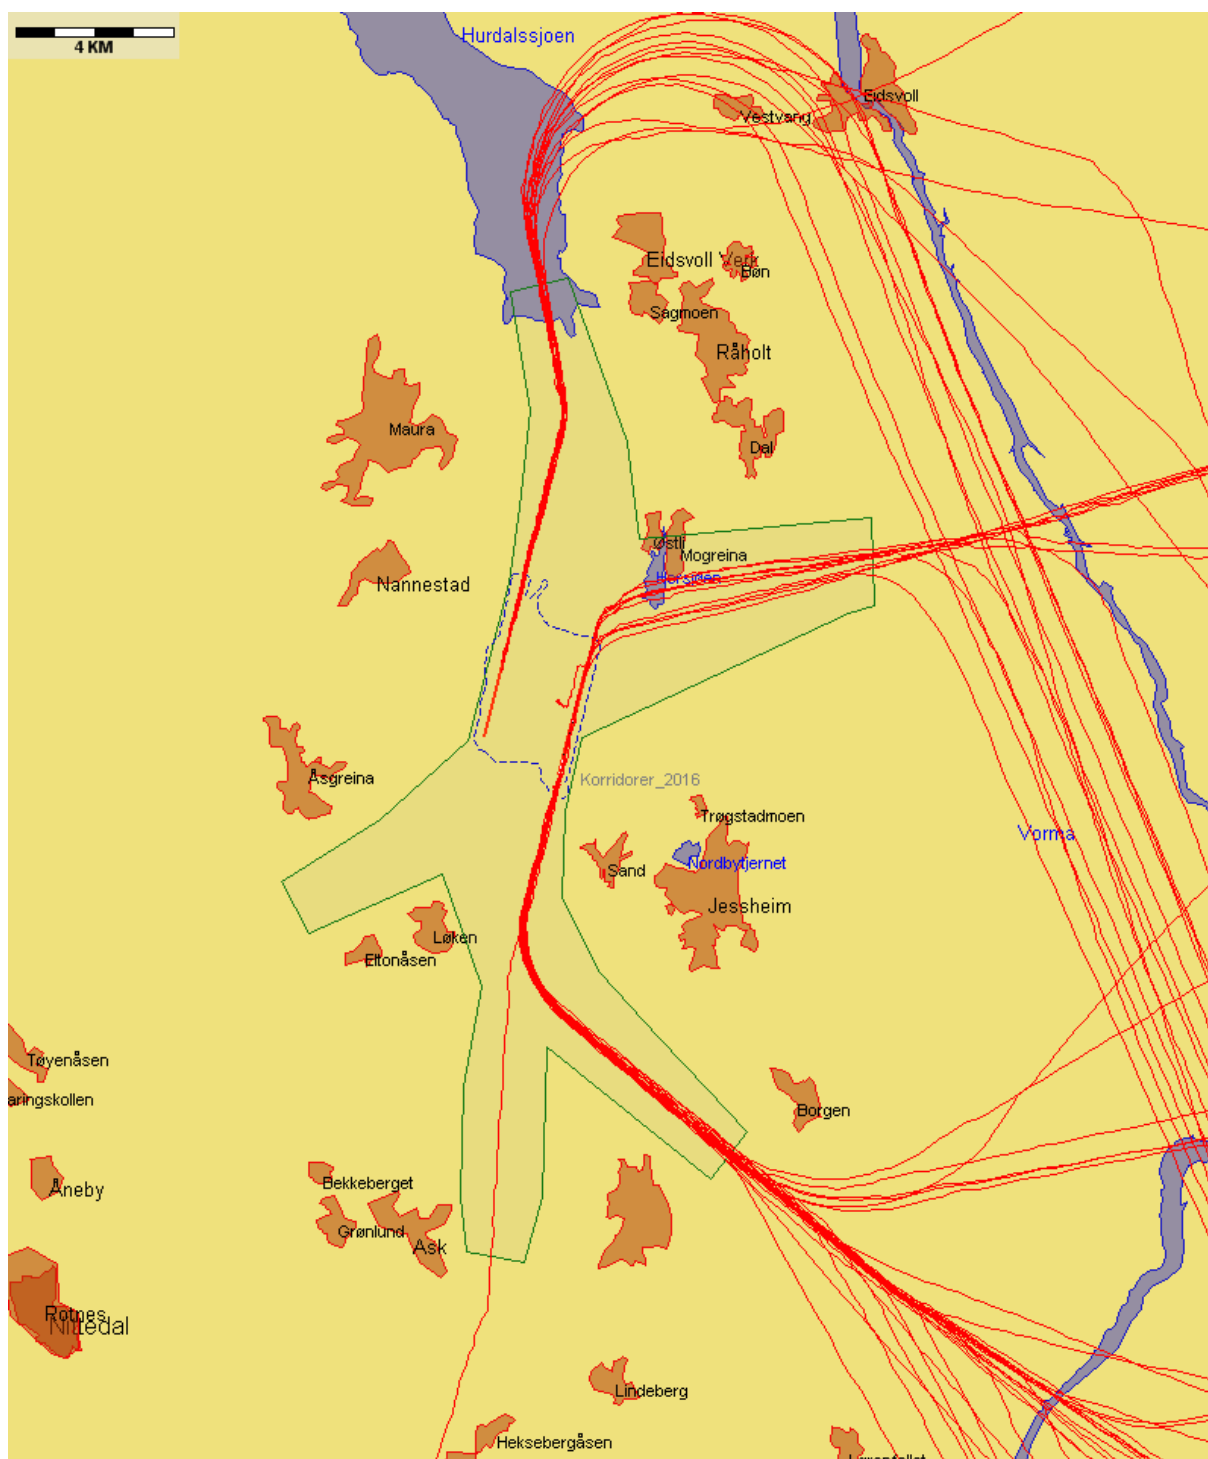 Hurdalssjoen
4 KM
Eidsvoll
Vestvang
Eidsvoll Verk
Bøn
Sagmoen
Råholt
Maura
Dal
Østli
Mogreina
Nannestad
Åsgreina
Korridorer_2016
Trøgstadmoen
Vorma
Nordbytjernet
Sand
Jessheim
Løken
Eltonåsen
Tøyenåsen
aringskollen
Borgen
Bekkeberget
Åneby
Grønlund
Ask
Rotnes
Nittedal
Lindeberg
Heksebergåsen